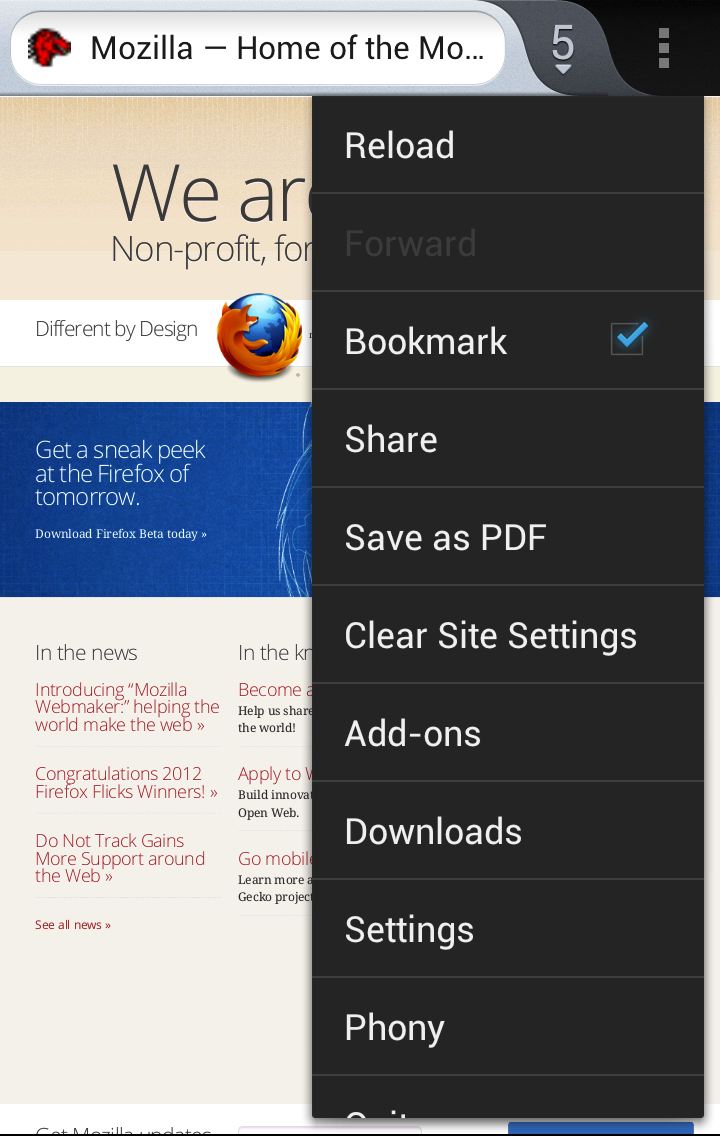 Mozilla — Home of the Mo...
5
We are
Non-profit, for
Different by Design
Get a sneak peek
at the Firefox of
tomorrow.
Download Firefox Beta today »
In the news
Introducing “Mozilla
Webmaker:” helping the
world make the web »
Congratulations 2012
Firefox Flicks Winners! »
Do Not Track Gains
More Support around
the Web »
See all news »
In the kn
Become a
Help us share
the world!
Apply to W
Build innovat
Open Web.
Go mobile
Learn more a
Gecko project
Reload
Forward
Bookmark
Share
Save as PDF
Clear Site Settings
Add-ons
Downloads
Settings
Phony
Quit
Get Mozilla updates